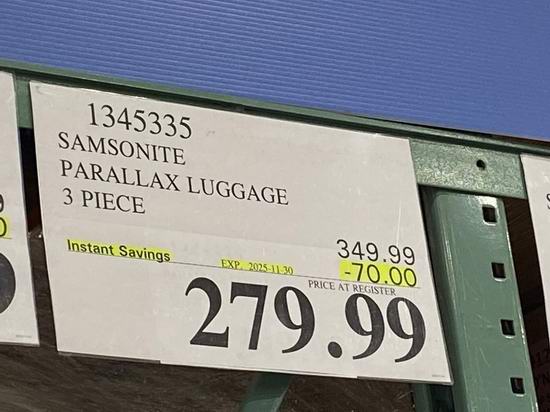 1345335
SAMSONITE
PARALLAX LUGGAGE
3 PIECE
349.99
Instant Savings EXP. 2025-11-30 -70.00
PRICE AT REGISTER
279.99